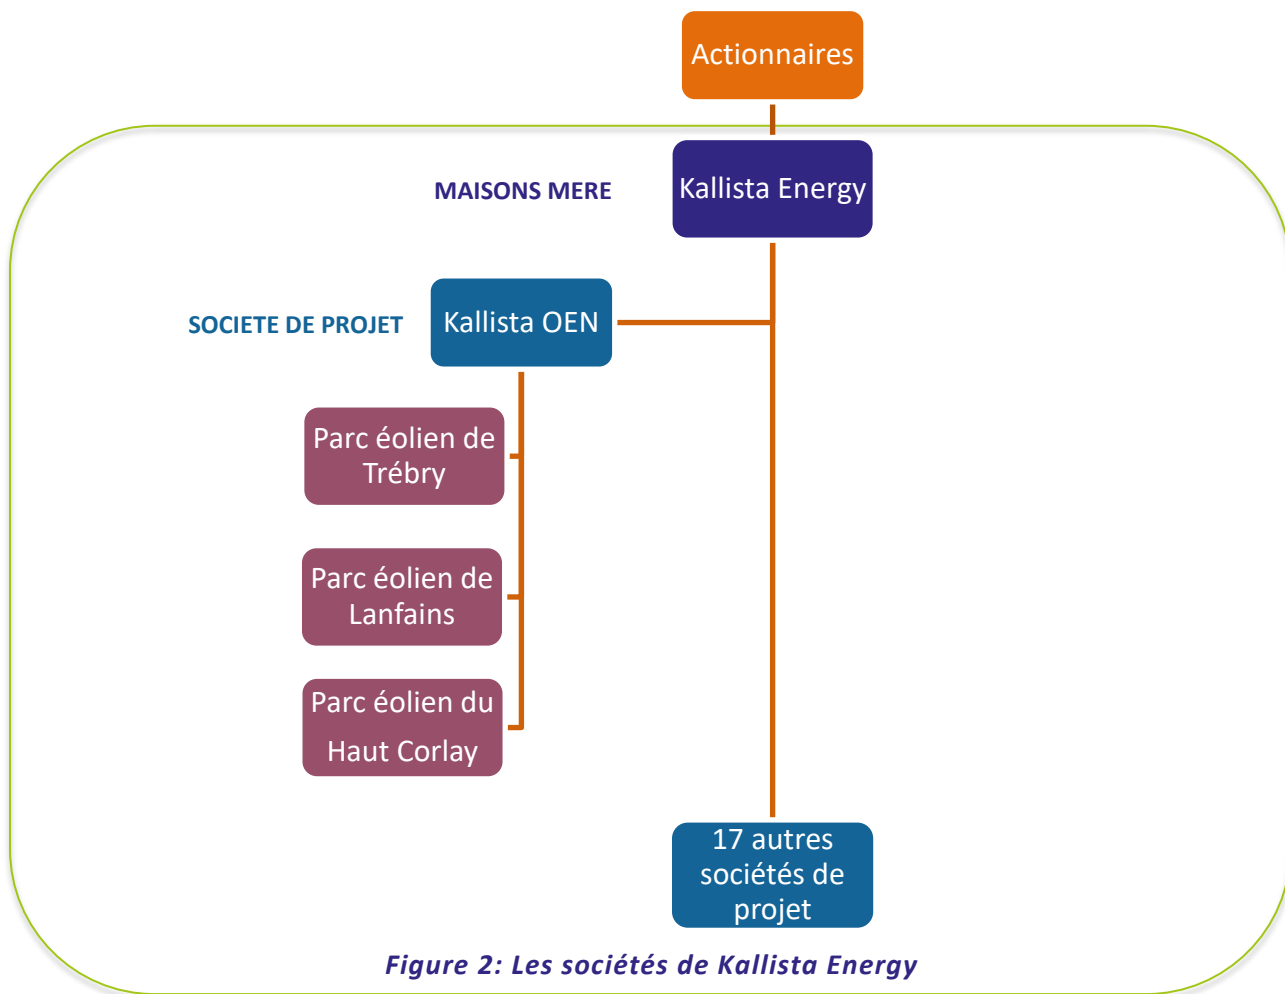 Actionnaires
MAISONS MERE
Kallista Energy
SOCIETE DE PROJET
Kallista OEN
Parc éolien de
Trébry
Parc éolien de
Lanfains
Parc éolien du
Haut Corlay
17 autres
sociétés de
projet
Figure 2: Les sociétés de Kallista Energy